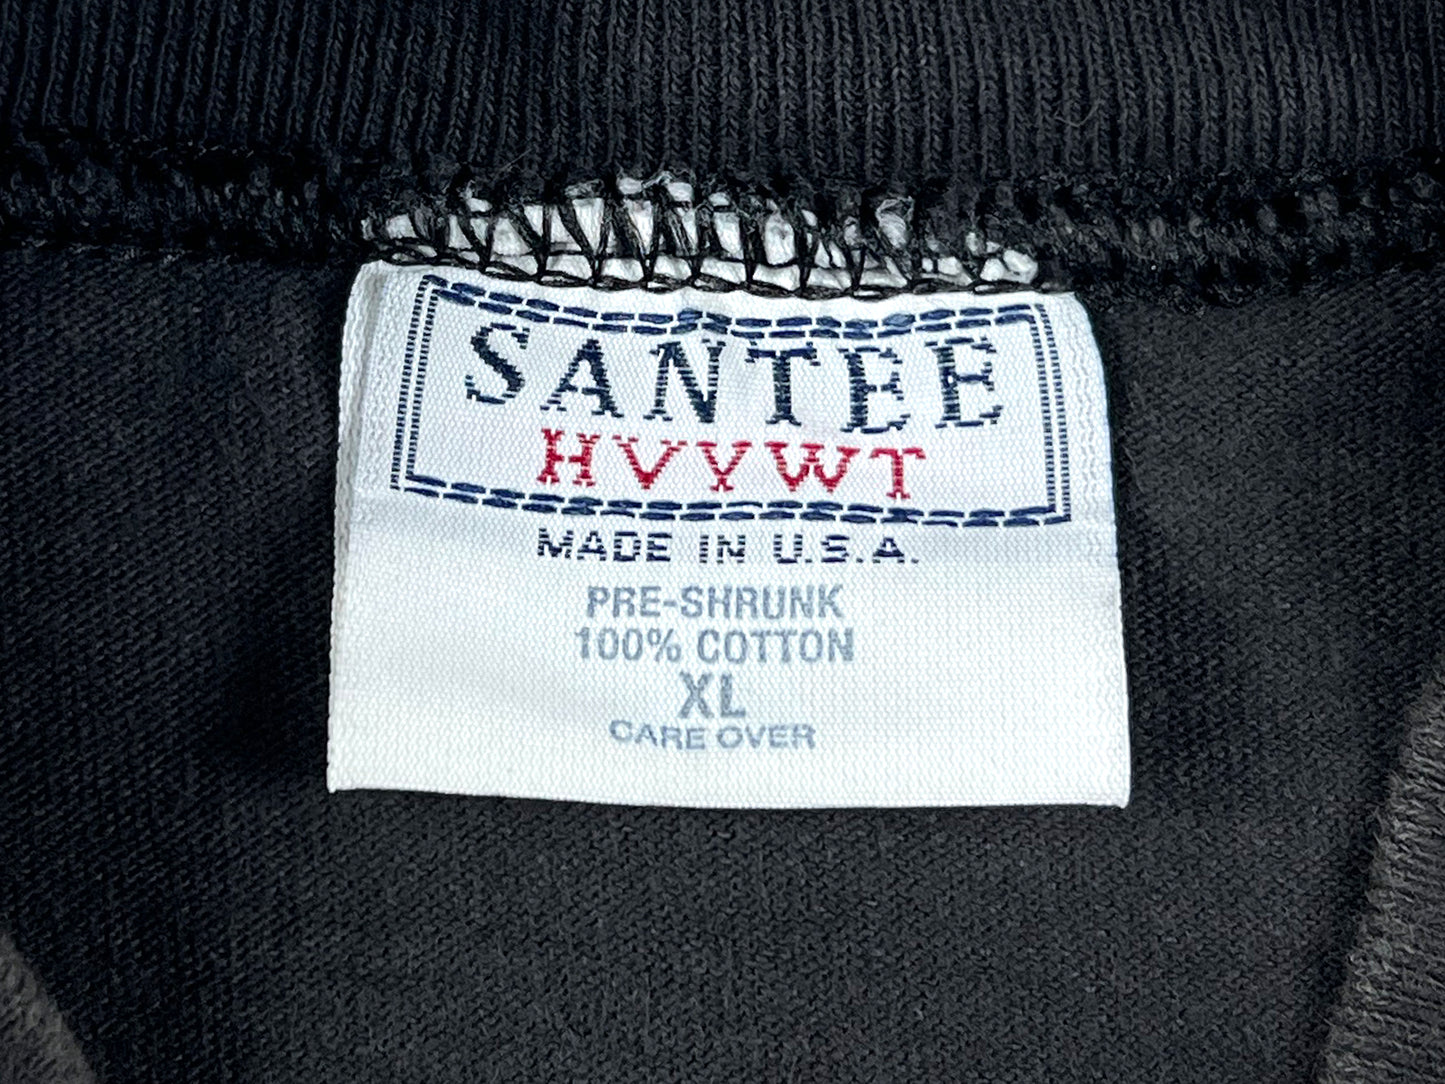 SANTEE
HVYWT
MADE IN U.S.A.
PRE-SHRUNK
100% COTTON
XL
CARE OVER